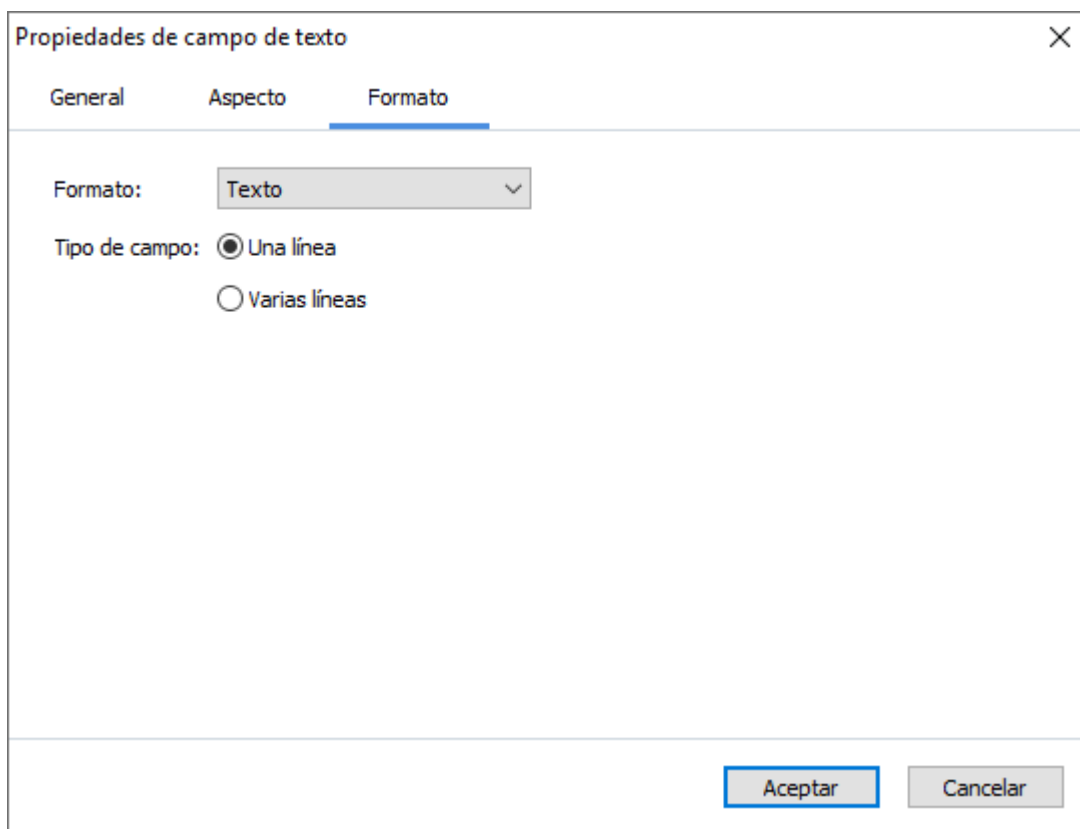 Propiedades de campo de texto
General Aspecto Formato
Formato: Texto
Tipo de campo: Una línea
Varias líneas
Aceptar Cancelar